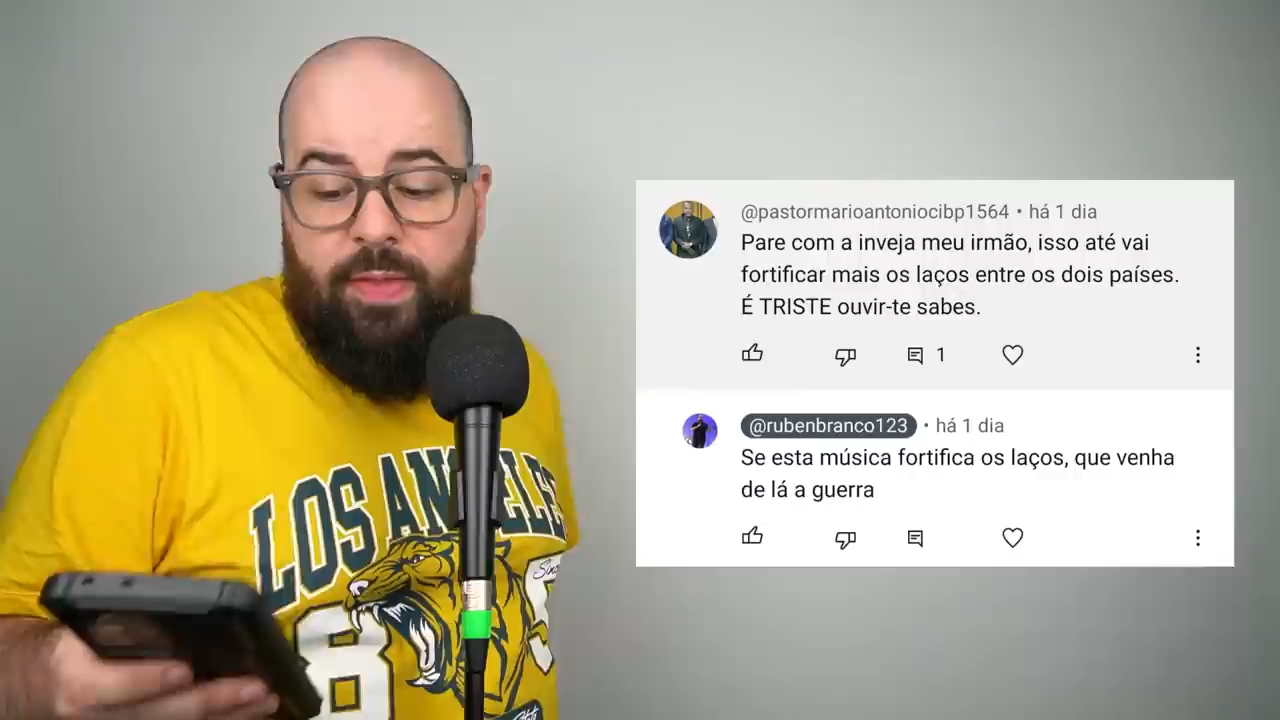 LOS ANGELES
8
@pastormarioantoniocibp1564 • há 1 dia
Pare com a inveja meu irmão, isso até vai
fortificar mais os laços entre os dois países.
É TRISTE ouvir-te sabes.
1
@rubenbranco123 • há 1 dia
Se esta música fortifica os laços, que venha
de lá a guerra